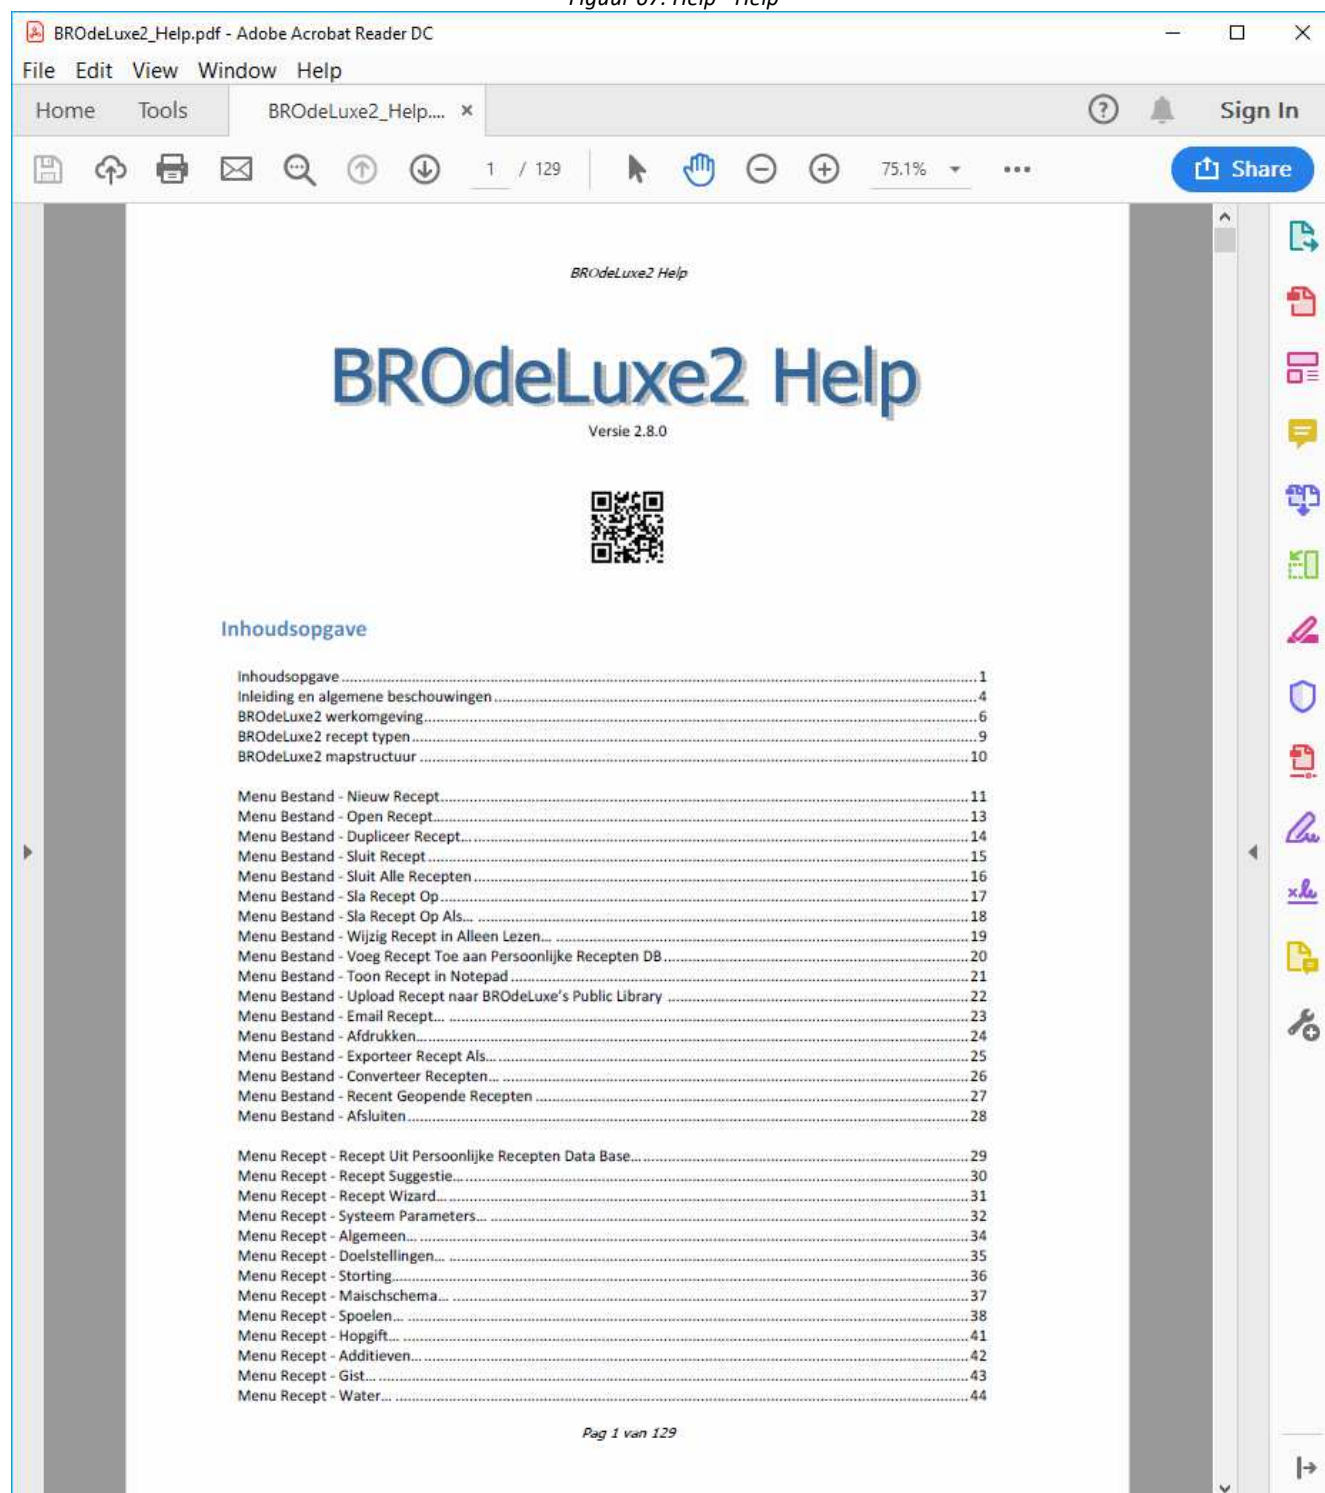 Figuur 67: Help - Help
BROdeLuxe2_Help.pdf - Adobe Acrobat Reader DC
File Edit View Window Help
Home Tools BROdeLuxe2_Help.... × Sign In
1 / 129 75.1% Share
BROdeLuxe2 Help
BROdeLuxe2 Help
Versie 2.8.0
Inhoudsopgave
Inhoudsopgave 1
Inleiding en algemene beschouwingen 4
BROdeLuxe2 werkomgeving 6
BROdeLuxe2 recept typen 9
BROdeLuxe2 mapstructuur 10
Menu Bestand - Nieuw Recept 11
Menu Bestand - Open Recept... 13
Menu Bestand - Dupliceer Recept... 14
Menu Bestand - Sluit Recept 15
Menu Bestand - Sluit Alle Recepten 16
Menu Bestand - Sla Recept Op 17
Menu Bestand - Sla Recept Op Als... 18
Menu Bestand - Wijzig Recept in Alleen Lezen... 19
Menu Bestand - Voeg Recept Toe aan Persoonlijke Recepten DB 20
Menu Bestand - Toon Recept in Notepad 21
Menu Bestand - Upload Recept naar BROdeLuxe's Public Library 22
Menu Bestand - Email Recept... 23
Menu Bestand - Afdrukken... 24
Menu Bestand - Exporteer Recept Als... 25
Menu Bestand - Converteer Recepten... 26
Menu Bestand - Recent Geopende Recepten 27
Menu Bestand - Afsluiten 28
Menu Recept - Recept Uit Persoonlijke Recepten Data Base... 29
Menu Recept - Recept Suggestie... 30
Menu Recept - Recept Wizard... 31
Menu Recept - Systeem Parameters... 32
Menu Recept - Algemeen... 34
Menu Recept - Doelstellingen... 35
Menu Recept - Storting... 36
Menu Recept - Maischschema... 37
Menu Recept - Spoelen... 38
Menu Recept - Hopgift... 41
Menu Recept - Additieven... 42
Menu Recept - Gist... 43
Menu Recept - Water... 44
Pag 1 van 129